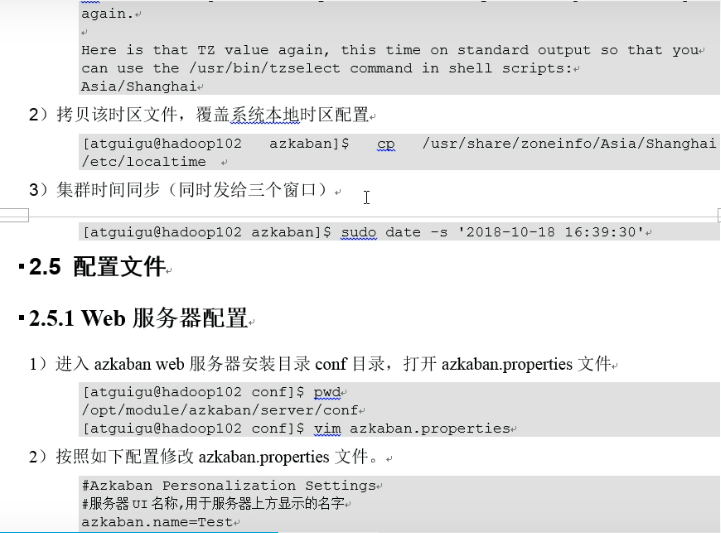 again.
Here is that TZ value again, this time on standard output so that you
can use the /usr/bin/tzselect command in shell scripts:
Asia/Shanghai
2）拷贝该时区文件，覆盖系统本地时区配置
[atguigu@hadoop102 azkaban]$ cp /usr/share/zoneinfo/Asia/Shanghai
/etc/localtime
3）集群时间同步（同时发给三个窗口）
[atguigu@hadoop102 azkaban]$ sudo date -s '2018-10-18 16:39:30'
2.5 配置文件
2.5.1 Web 服务器配置
1）进入 azkaban web 服务器安装目录 conf 目录，打开 azkaban.properties 文件
[atguigu@hadoop102 conf]$ pwd
/opt/module/azkaban/server/conf
[atguigu@hadoop102 conf]$ vim azkaban.properties
2）按照如下配置修改 azkaban.properties 文件。
#Azkaban Personalization Settings
#服务器 UI 名称,用于服务器上方显示的名字
azkaban.name=Test